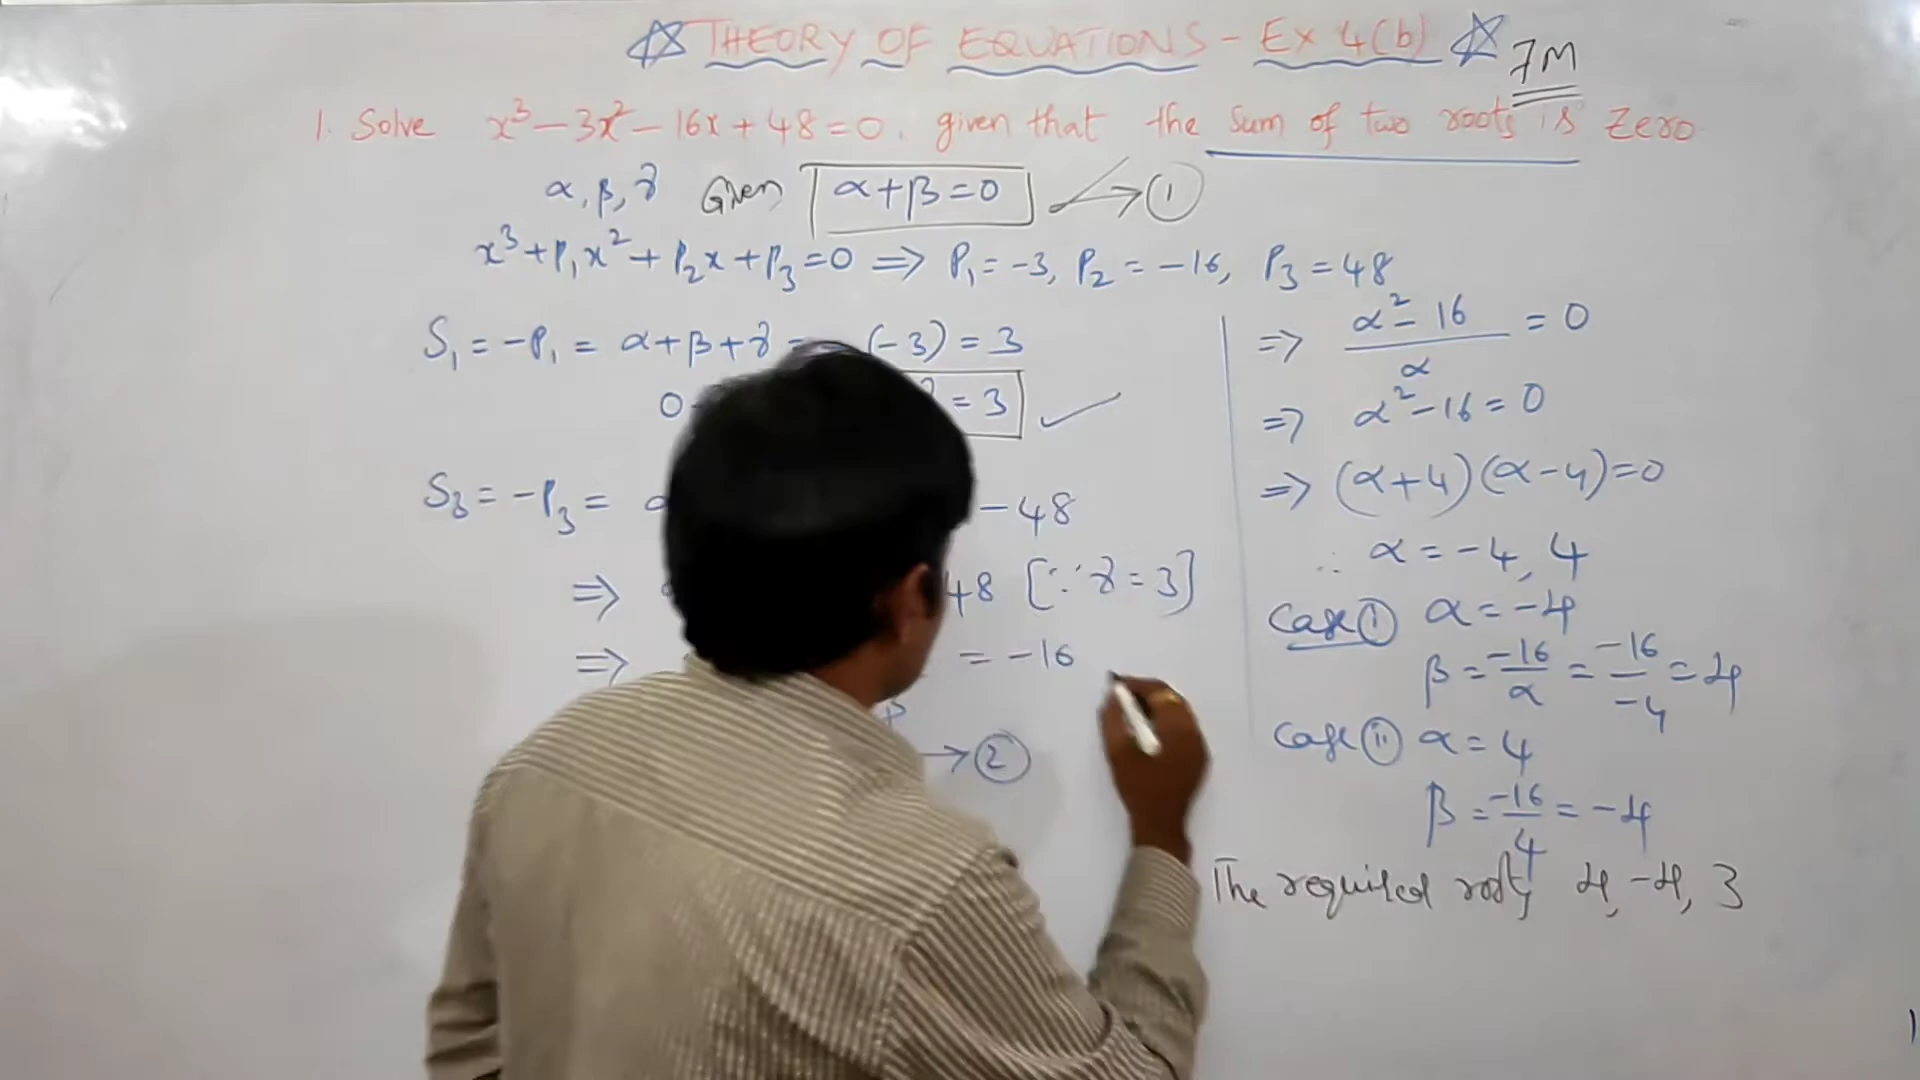 THEORY OF EQUATIONS - Ex 4(b)
7M
1. Solve x³ - 3x² - 16x + 48 = 0. given that the sum of two roots is zero
α, β, γ Given α + β = 0 → ①
x³ + P₁x² + P₂x + P₃ = 0 ⇒ P₁ = -3, P₂ = -16, P₃ = 48
S₁ = -P₁ = α + β + γ = (-3) = 3
0 = 3
S₃ = -P₃ = -48
⇒ 48 [∵ γ = 3]
⇒ = -16
→ ②
⇒ α² - 16 / α = 0
⇒ α² - 16 = 0
⇒ (α + 4)(α - 4) = 0
∴ α = -4, 4
Case ⓘ α = -4
β = -16/α = -16/-4 = 4
Case ⓘⓘ α = 4
β = -16/4 = -4
The required roots 4, -4, 3